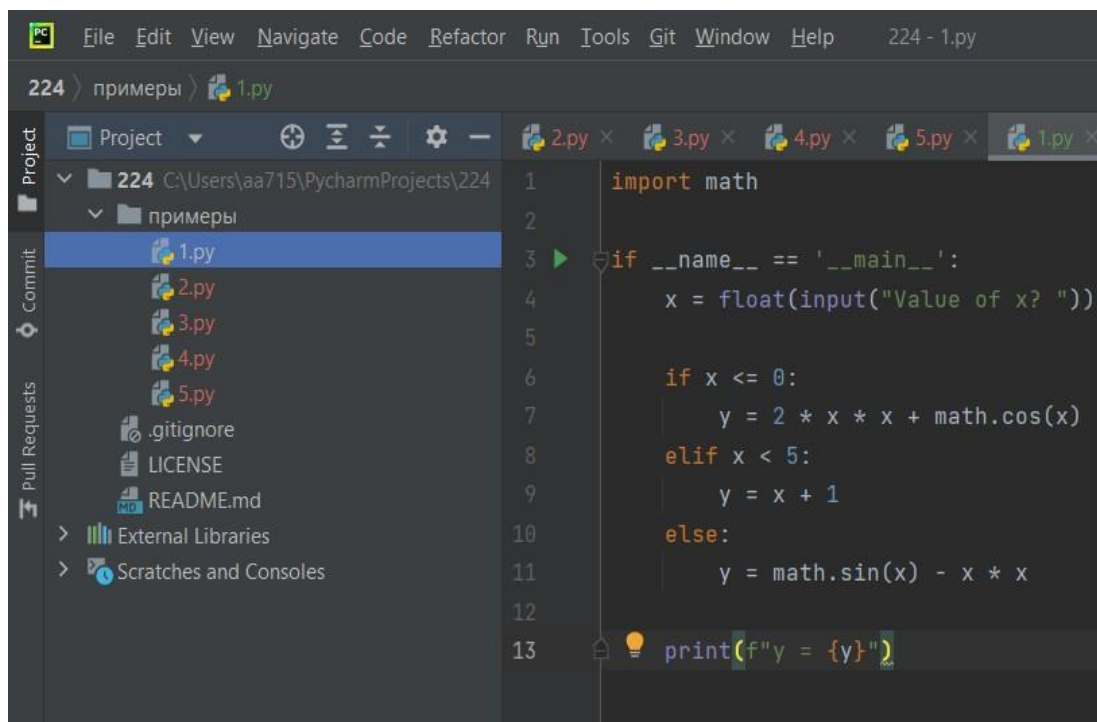 PC File Edit View Navigate Code Refactor Run Tools Git Window Help 224 - 1.py
224 примеры 1.py
Project
Commit
Pull Requests
Project
224 C:\Users\aa715\PycharmProjects\224
примеры
1.py
2.py
3.py
4.py
5.py
.gitignore
LICENSE
MD README.md
External Libraries
Scratches and Consoles
2.py 3.py 4.py 5.py 1.py
1 import math
2
3 if __name__ == '__main__':
4 x = float(input("Value of x? "))
5
6 if x <= 0:
7 y = 2 * x * x + math.cos(x)
8 elif x < 5:
9 y = x + 1
10 else:
11 y = math.sin(x) - x * x
12
13 print(f"y = {y}")